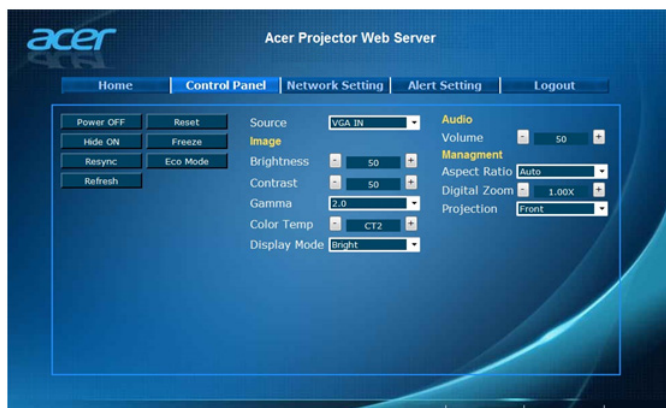 acer
Acer Projector Web Server
Home Control Panel Network Setting Alert Setting Logout
Power OFF Reset
Hide ON Freeze
Resync Eco Mode
Refresh
Source VGA IN
Image
Brightness - 50 +
Contrast - 50 +
Gamma 2.0
Color Temp - CT2 +
Display Mode Bright
Audio
Volume - 50 +
Managment
Aspect Ratio Auto
Digital Zoom - 1.00X +
Projection Front